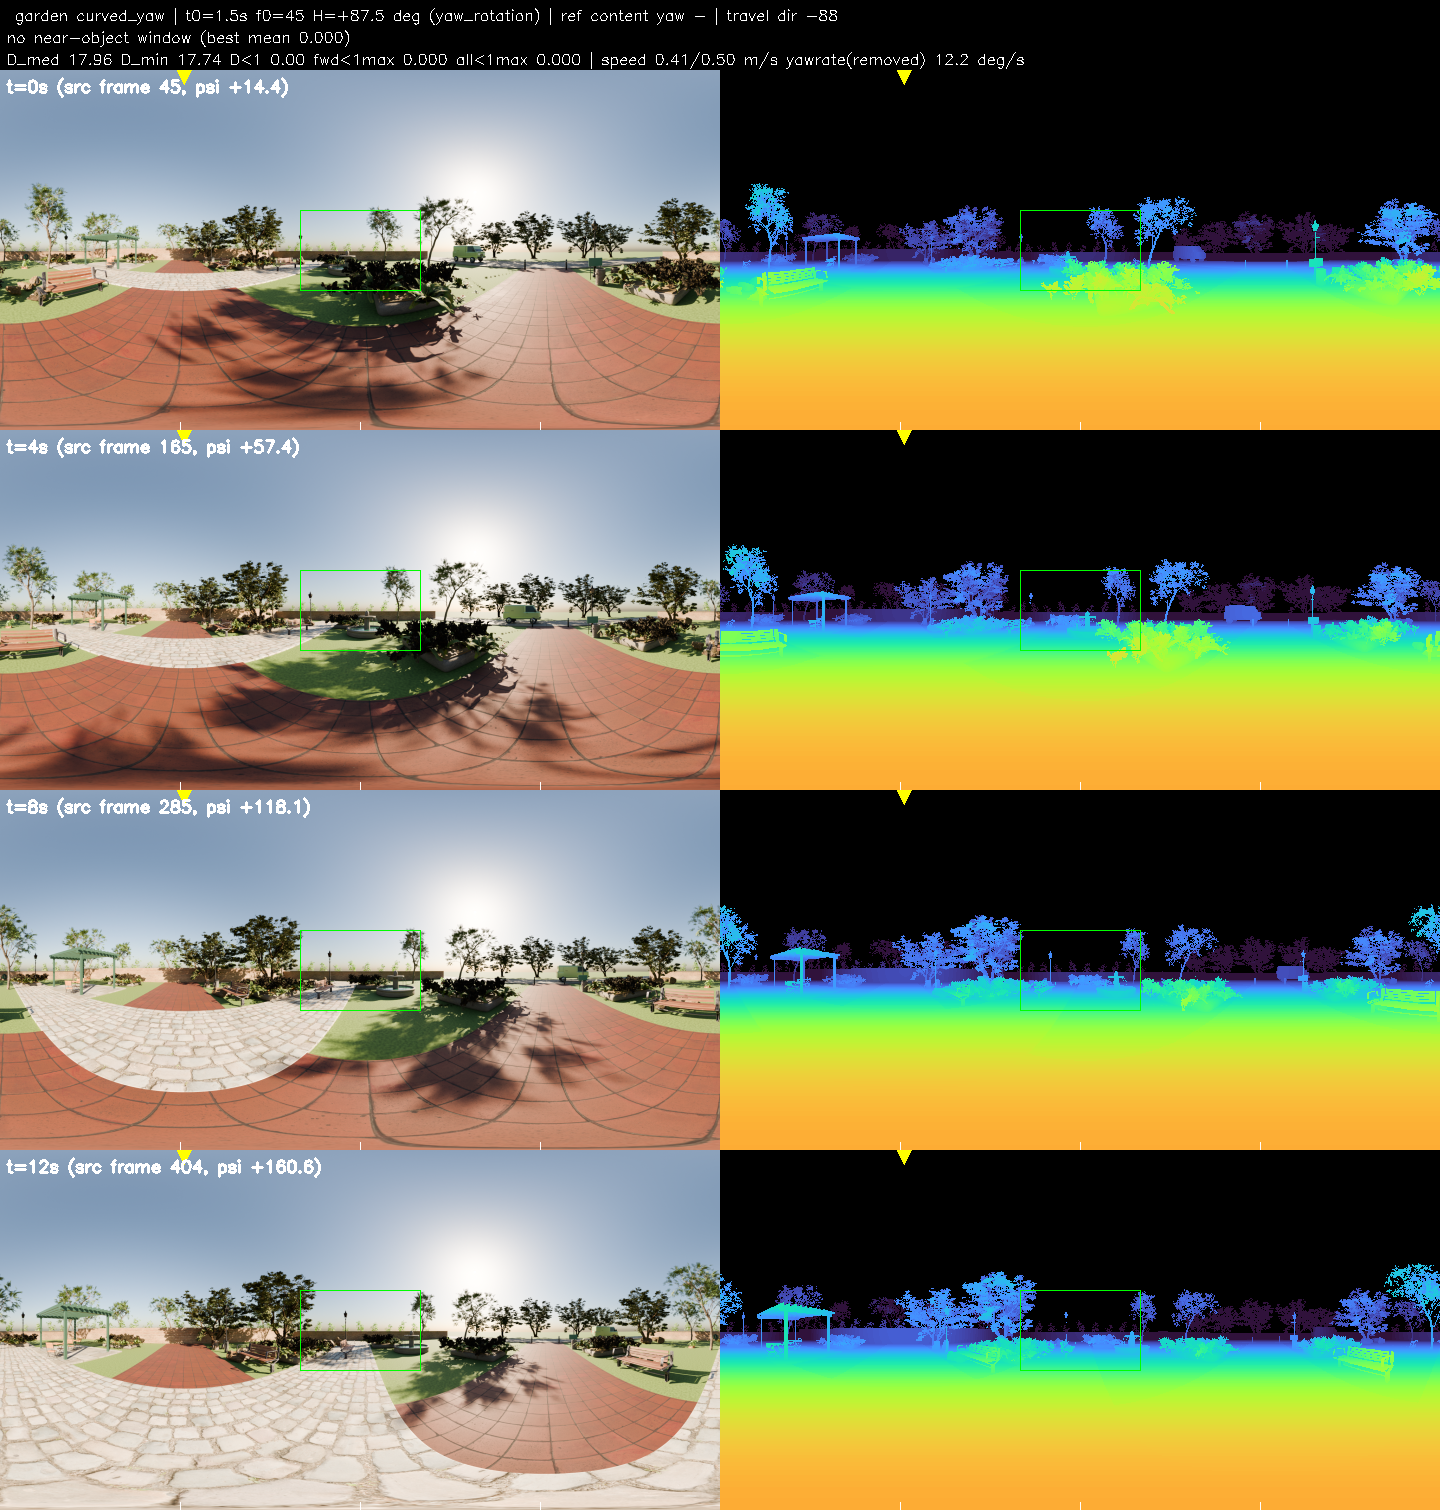 garden curved_yaw | t0=1.5s f0=45 H=+87.5 deg (yaw_rotation) | ref content yaw - | travel dir -88
no near-object window (best mean 0.000)
D_med 17.96 D_min 17.74 D<1 0.00 fwd<1max 0.000 all<1max 0.000 | speed 0.41/0.50 m/s yawrate(removed) 12.2 deg/s
t=0s (src frame 45, psi +14.4)
t=4s (src frame 165, psi +57.4)
t=8s (src frame 285, psi +118.1)
t=12s (src frame 404, psi +160.6)